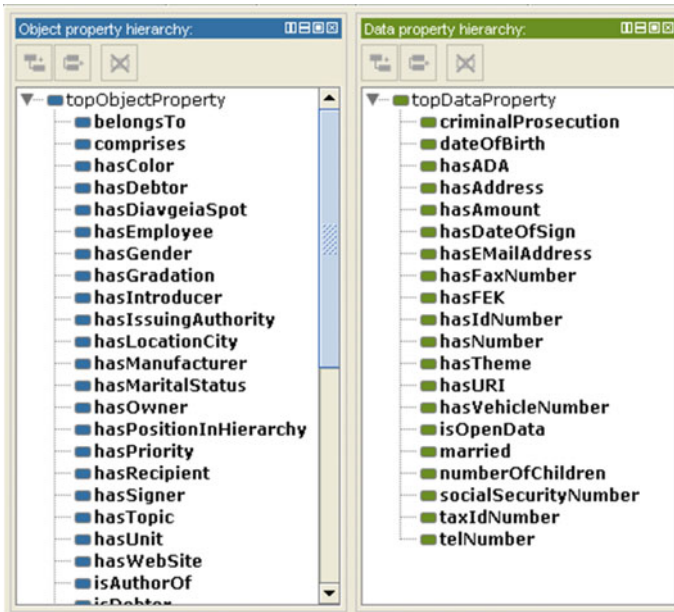 Object property hierarchy:
topObjectProperty
belongsTo
comprises
hasColor
hasDebtor
hasDiavgeiaSpot
hasEmployee
hasGender
hasGradation
hasIntroducer
hasIssuingAuthority
hasLocationCity
hasManufacturer
hasMaritalStatus
hasOwner
hasPositionInHierarchy
hasPriority
hasRecipient
hasSigner
hasTopic
hasUnit
hasWebSite
isAuthorOf
isDebtor
Data property hierarchy:
topDataProperty
criminalProsecution
dateOfBirth
hasADA
hasAddress
hasAmount
hasDateOfSign
hasEMailAddress
hasFaxNumber
hasFEK
hasIdNumber
hasNumber
hasTheme
hasURI
hasVehicleNumber
isOpenData
married
numberOfChildren
socialSecurityNumber
taxIdNumber
telNumber